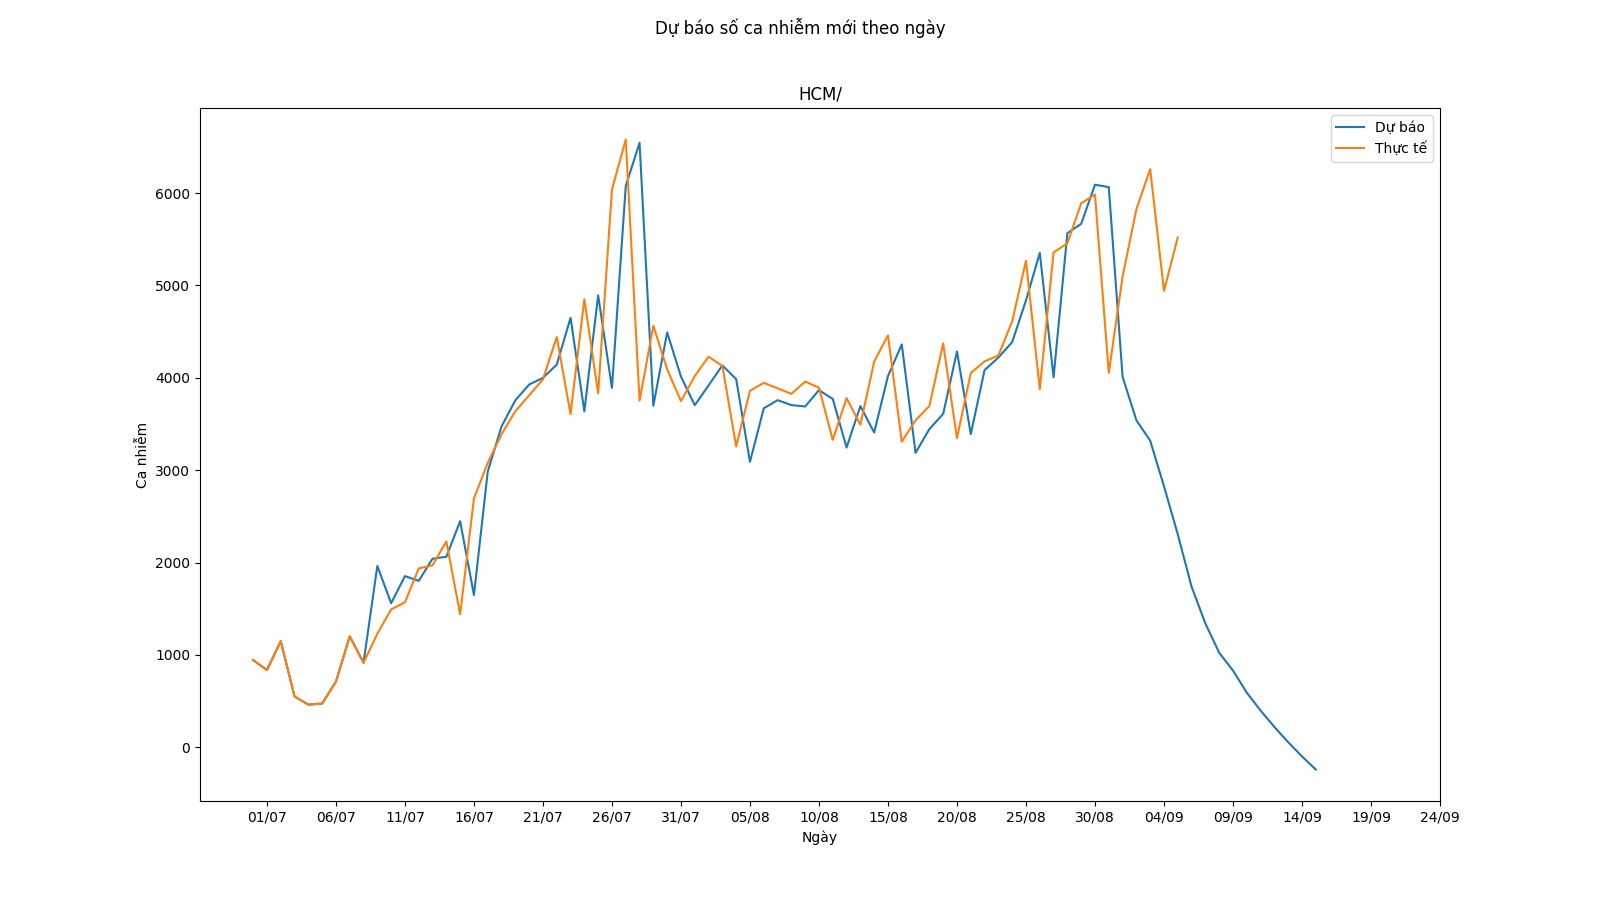 Dự báo số ca nhiễm mới theo ngày
HCM/
Dự báo
Thực tế
6000
5000
4000
3000
2000
1000
0
Ca nhiễm
01/07 06/07 11/07 16/07 21/07 26/07 31/07 05/08 10/08 15/08 20/08 25/08 30/08 04/09 09/09 14/09 19/09 24/09
Ngày